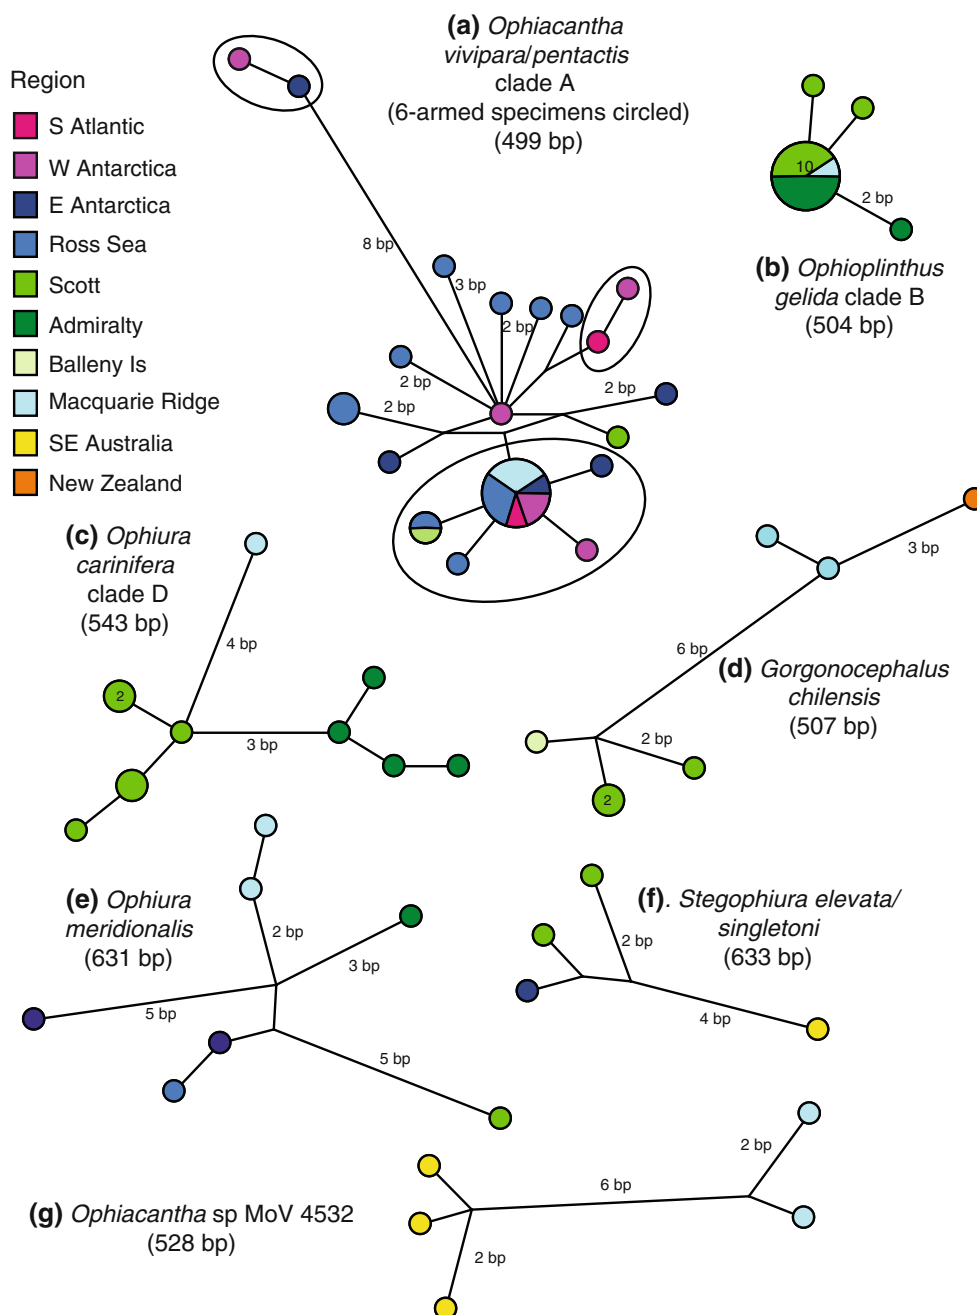 (a) Ophiacantha
vivipara/pentactis
clade A
(6-armed specimens circled)
(499 bp)
Region
S Atlantic
W Antarctica
E Antarctica
Ross Sea
Scott
Admiralty
Balleny Is
Macquarie Ridge
SE Australia
New Zealand
8 bp
3 bp
2 bp
2 bp
2 bp
2 bp
10
2 bp
(b) Ophioplinthus
gelida clade B
(504 bp)
(c) Ophiura
carinifera
clade D
(543 bp)
4 bp
2
3 bp
3 bp
6 bp
(d) Gorgonocephalus
chilensis
(507 bp)
2 bp
2
(e) Ophiura
meridionalis
(631 bp)
2 bp
3 bp
5 bp
5 bp
(f). Stegophiura elevata/
singletoni
(633 bp)
2 bp
4 bp
(g) Ophiacantha sp MoV 4532
(528 bp)
2 bp
6 bp
2 bp